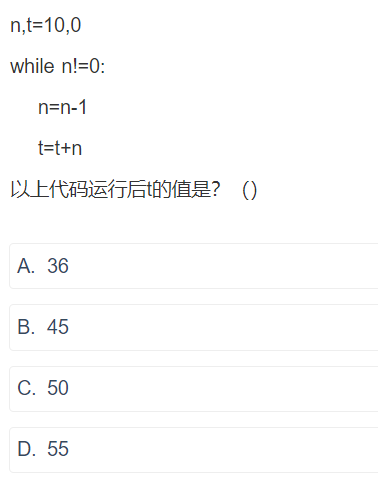 n,t=10,0
while n!=0:
n=n-1
t=t+n
以上代码运行后t的值是？（）
A. 36
B. 45
C. 50
D. 55